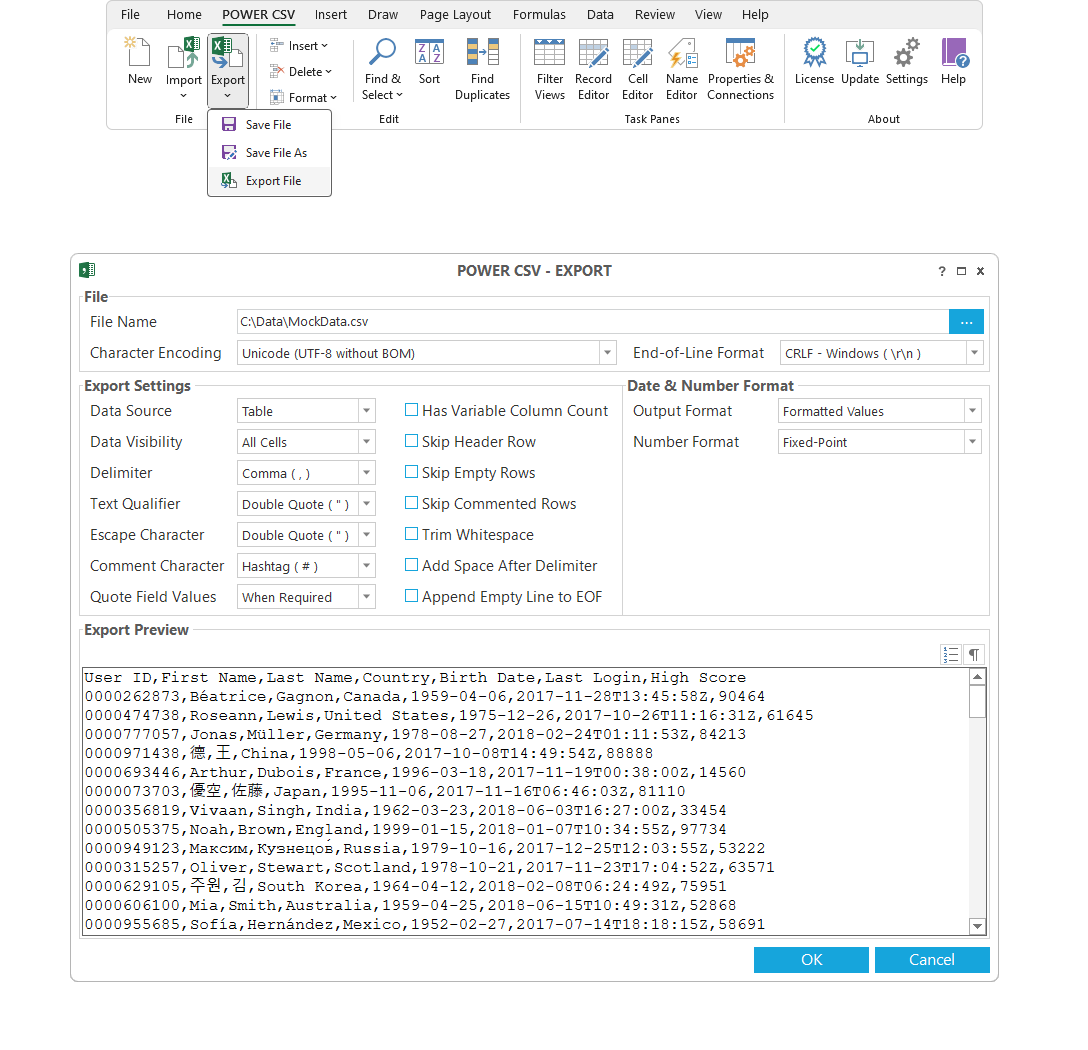 File Home POWER CSV Insert Draw Page Layout Formulas Data Review View Help
New Import Export Insert Delete Format Find & Select Sort Find Duplicates Filter Views Record Editor Cell Editor Name Editor Properties & Connections License Update Settings Help
File Edit Task Panes About
Save File
Save File As
Export File
POWER CSV - EXPORT
? x
File
File Name C:\Data\MockData.csv ...
Character Encoding Unicode (UTF-8 without BOM) End-of-Line Format CRLF - Windows ( \r\n )
Export Settings Date & Number Format
Data Source Table Has Variable Column Count Output Format Formatted Values
Data Visibility All Cells Skip Header Row Number Format Fixed-Point
Delimiter Comma ( , ) Skip Empty Rows
Text Qualifier Double Quote ( " ) Skip Commented Rows
Escape Character Double Quote ( " ) Trim Whitespace
Comment Character Hashtag ( # ) Add Space After Delimiter
Quote Field Values When Required Append Empty Line to EOF
Export Preview
¶
User ID,First Name,Last Name,Country,Birth Date,Last Login,High Score
0000262873,Béatrice,Gagnon,Canada,1959-04-06,2017-11-28T13:45:58Z,90464
0000474738,Roseann,Lewis,United States,1975-12-26,2017-10-26T11:16:31Z,61645
0000777057,Jonas,Müller,Germany,1978-08-27,2018-02-24T01:11:53Z,84213
0000971438,德,王,China,1998-05-06,2017-10-08T14:49:54Z,88888
0000693446,Arthur,Dubois,France,1996-03-18,2017-11-19T00:38:00Z,14560
0000073703,優空,佐藤,Japan,1995-11-06,2017-11-16T06:46:03Z,81110
0000356819,Vivaan,Singh,India,1962-03-23,2018-06-03T16:27:00Z,33454
0000505375,Noah,Brown,England,1999-01-15,2018-01-07T10:34:55Z,97734
0000949123,Максим,Кузнецов,Russia,1979-10-16,2017-12-25T12:03:55Z,53222
0000315257,Oliver,Stewart,Scotland,1978-10-21,2017-11-23T17:04:52Z,63571
0000629105,주원,김,South Korea,1964-04-12,2018-02-08T06:24:49Z,75951
0000606100,Mia,Smith,Australia,1959-04-25,2018-06-15T10:49:31Z,52868
0000955685,Sofía,Hernández,Mexico,1952-02-27,2017-07-14T18:18:15Z,58691
OK Cancel